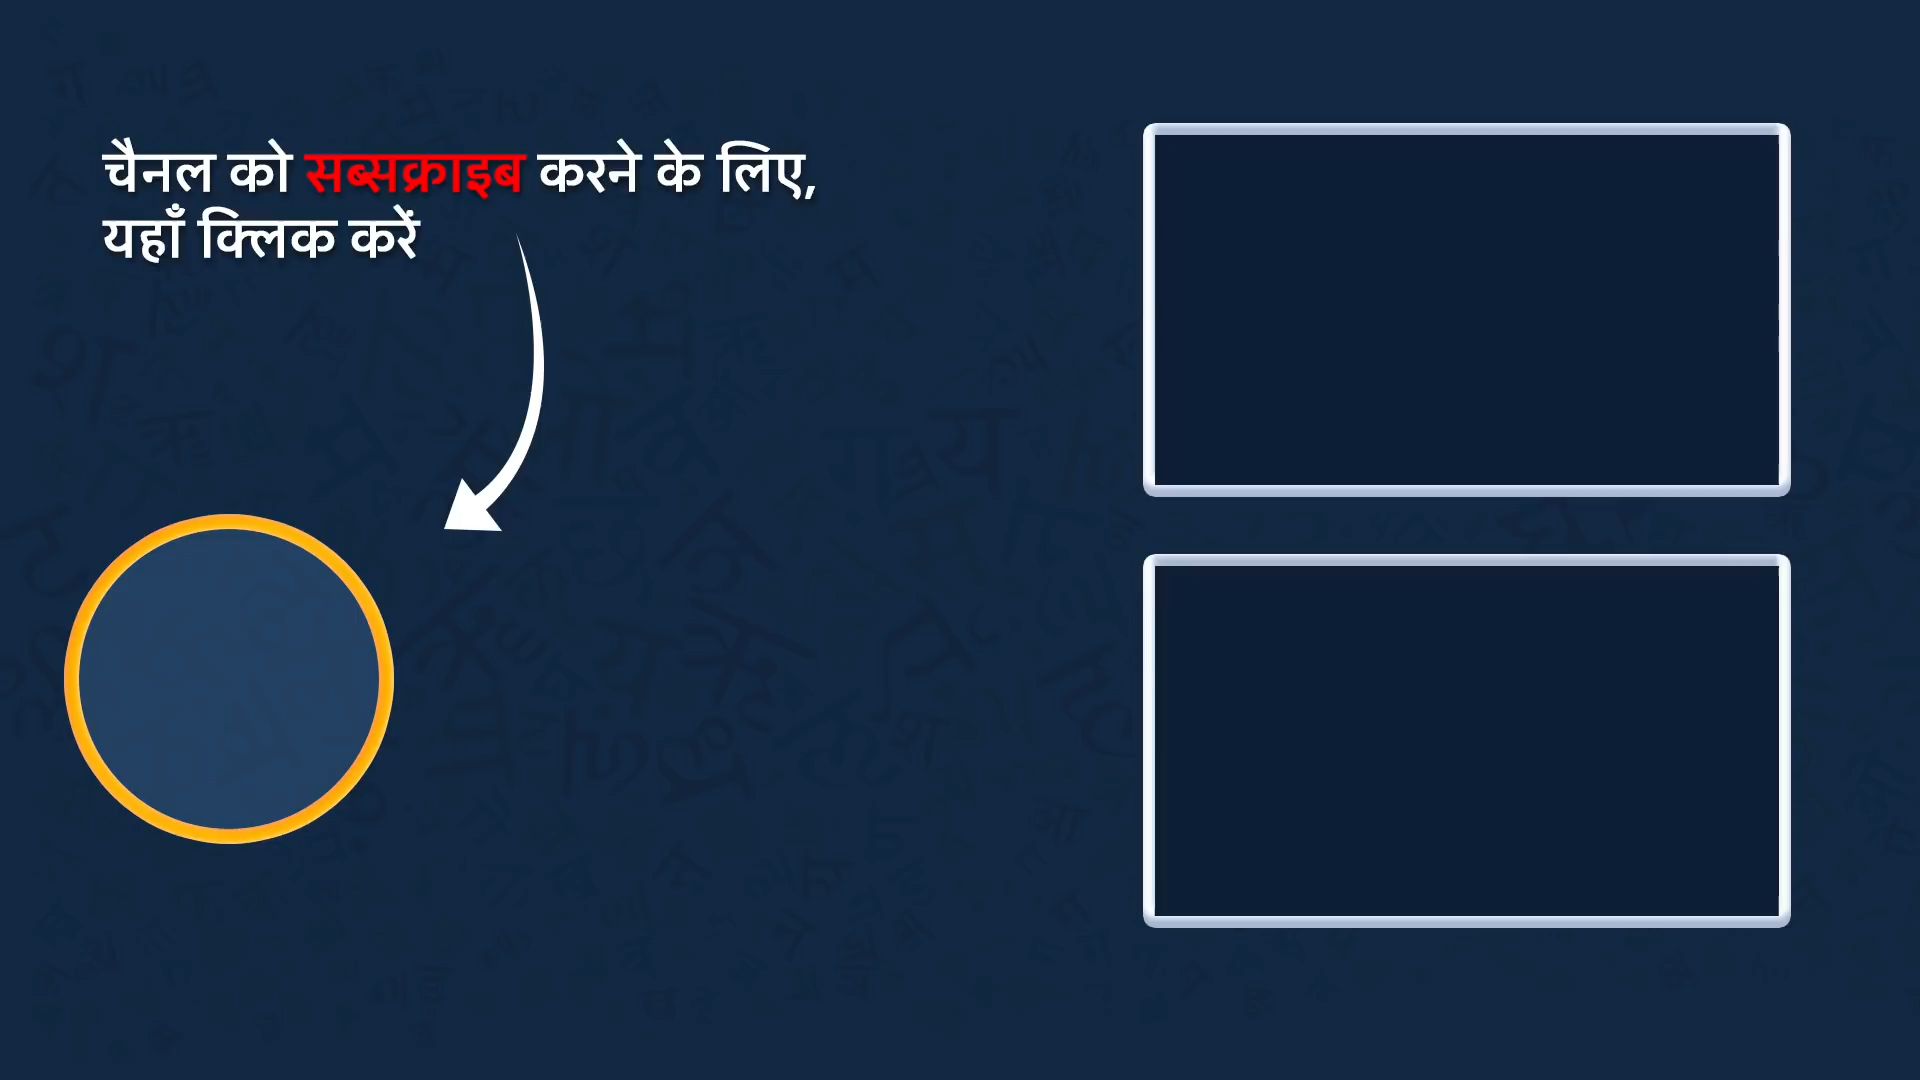 चैनल को सब्सक्राइब करने के लिए,
यहाँ क्लिक करें